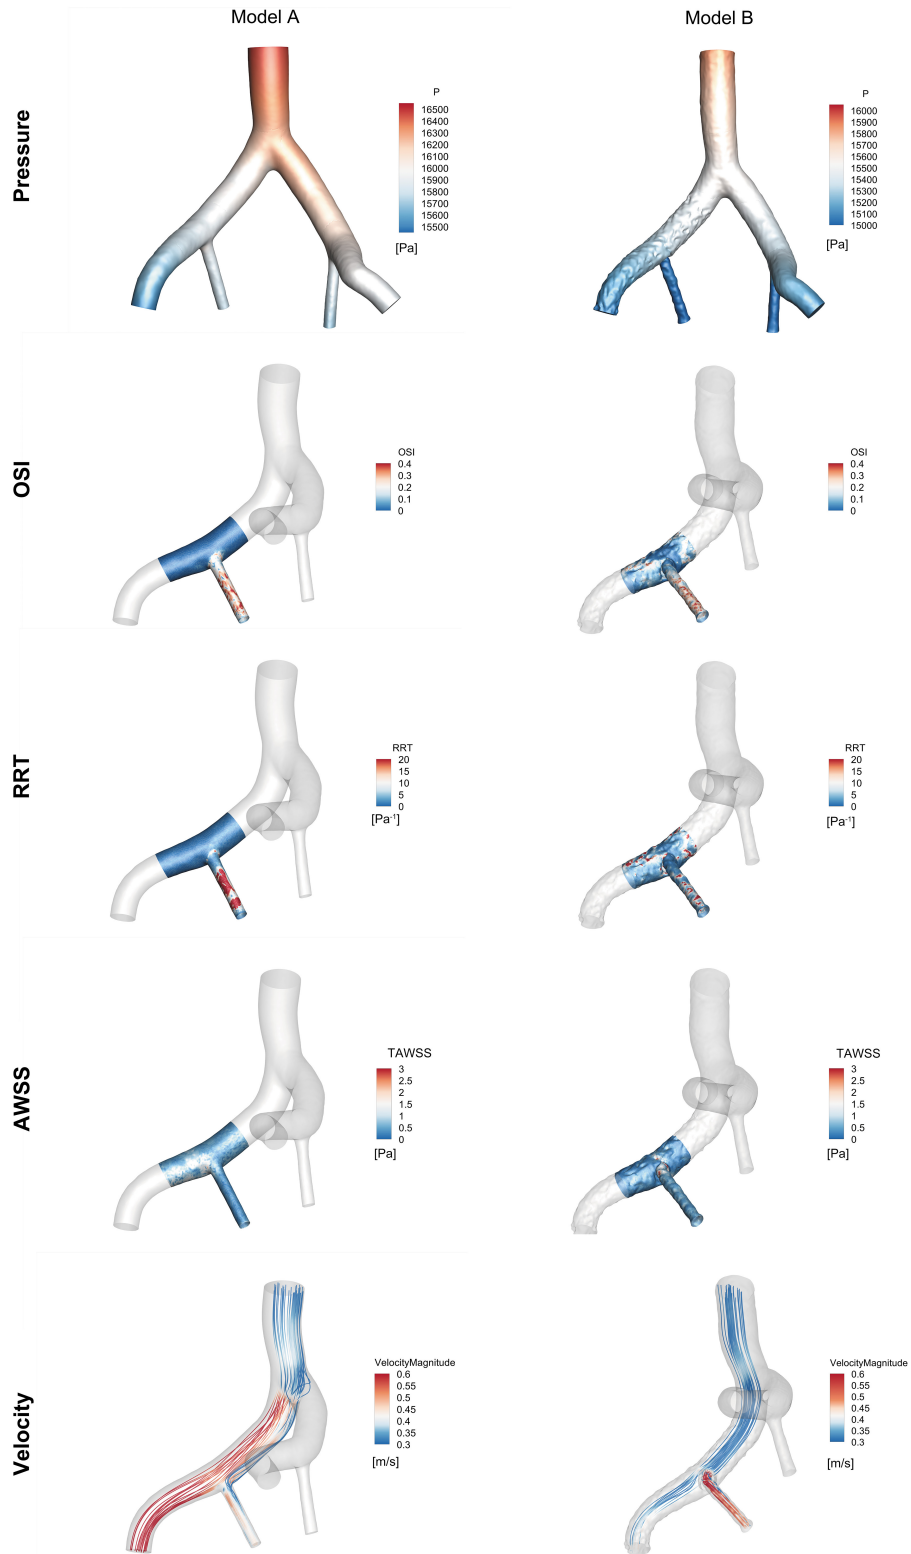 Model A
Model B
Pressure
P
16500
16400
16300
16200
16100
16000
15900
15800
15700
15600
15500
[Pa]
P
16000
15900
15800
15700
15600
15500
15400
15300
15200
15100
15000
[Pa]
OSI
OSI
0.4
0.3
0.2
0.1
0
OSI
0.4
0.3
0.2
0.1
0
RRT
RRT
20
15
10
5
0
[Pa⁻¹]
RRT
20
15
10
5
0
[Pa⁻¹]
AWSS
TAWSS
3
2.5
2
1.5
1
0.5
0
[Pa]
TAWSS
3
2.5
2
1.5
1
0.5
0
[Pa]
Velocity
VelocityMagnitude
0.6
0.55
0.5
0.45
0.4
0.35
0.3
[m/s]
VelocityMagnitude
0.6
0.55
0.5
0.45
0.4
0.35
0.3
[m/s]